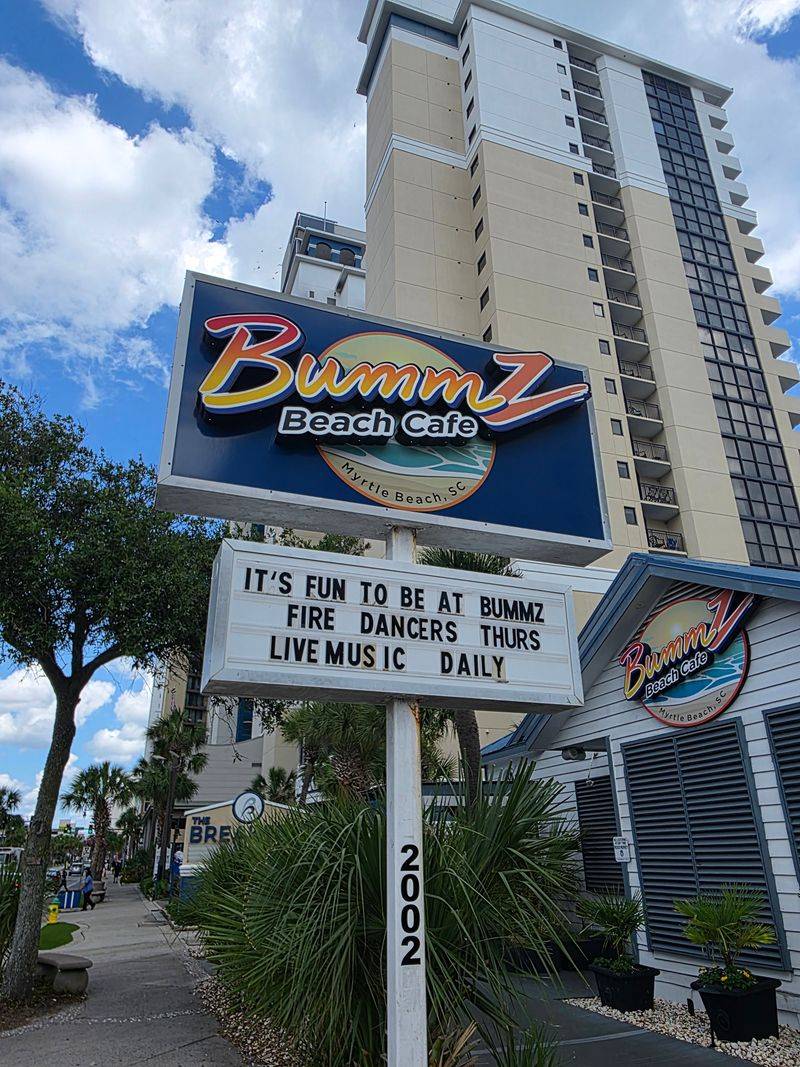 BummZ
Beach Cafe
Myrtle Beach, SC
IT'S FUN TO BE AT BUMMZ
FIRE DANCERS THURS
LIVE MUSIC DAILY
BummZ
Beach Cafe
Myrtle Beach, SC
THE
BRE
2002